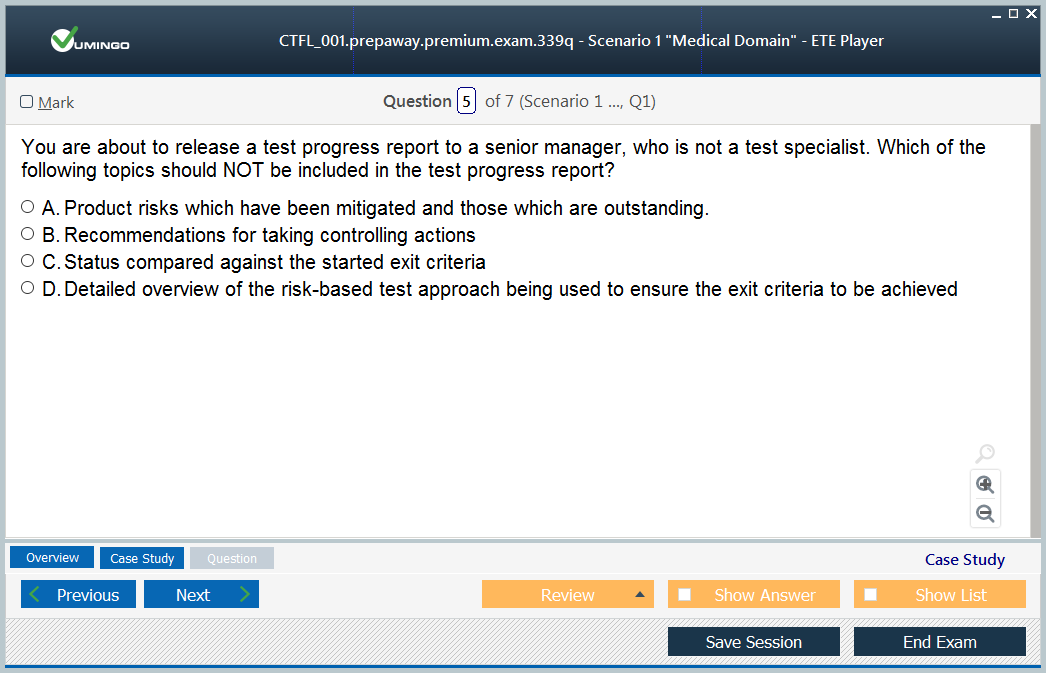 VUMINGO
CTFL_001.prepaway.premium.exam.339q - Scenario 1 "Medical Domain" - ETE Player
Mark
Question 5 of 7 (Scenario 1 ..., Q1)
You are about to release a test progress report to a senior manager, who is not a test specialist. Which of the
following topics should NOT be included in the test progress report?
A. Product risks which have been mitigated and those which are outstanding.
B. Recommendations for taking controlling actions
C. Status compared against the started exit criteria
D. Detailed overview of the risk-based test approach being used to ensure the exit criteria to be achieved
Overview Case Study Question Case Study
Previous Next Review Show Answer Show List
Save Session End Exam